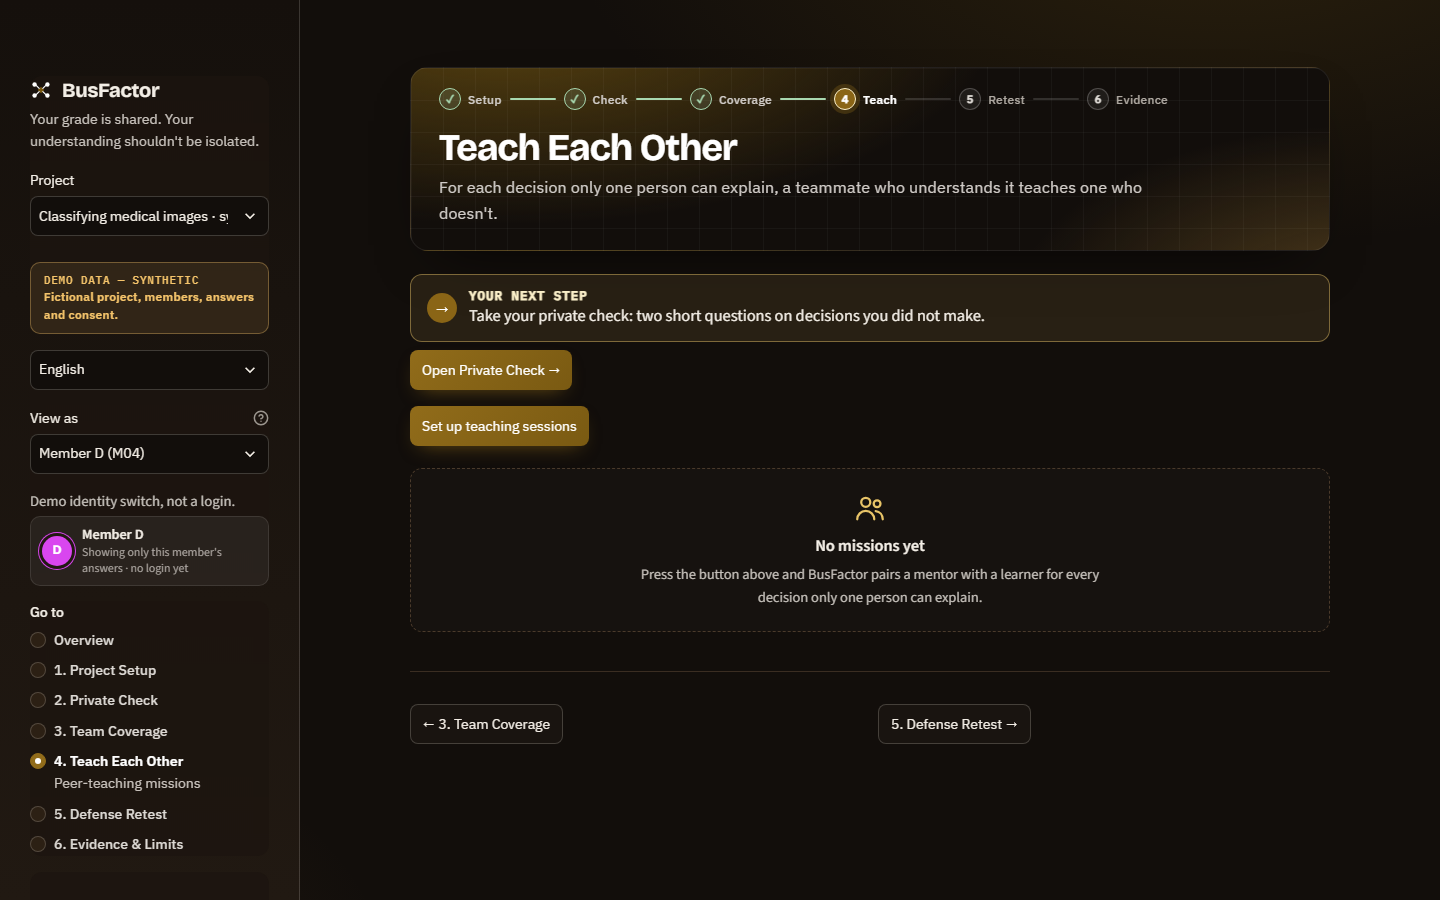 BusFactor
Your grade is shared. Your
understanding shouldn't be isolated.
Project
Classifying medical images ·
DEMO DATA — SYNTHETIC
Fictional project, members, answers
and consent.
English
View as
Member D (M04)
Demo identity switch, not a login.
D
Member D
Showing only this member's
answers · no login yet
Go to
Overview
1. Project Setup
2. Private Check
3. Team Coverage
4. Teach Each Other
Peer-teaching missions
5. Defense Retest
6. Evidence & Limits
✓ Setup ✓ Check ✓ Coverage 4 Teach 5 Retest 6 Evidence
Teach Each Other
For each decision only one person can explain, a teammate who understands it teaches one who
doesn't.
YOUR NEXT STEP
→ Take your private check: two short questions on decisions you did not make.
Open Private Check →
Set up teaching sessions
No missions yet
Press the button above and BusFactor pairs a mentor with a learner for every
decision only one person can explain.
← 3. Team Coverage
5. Defense Retest →